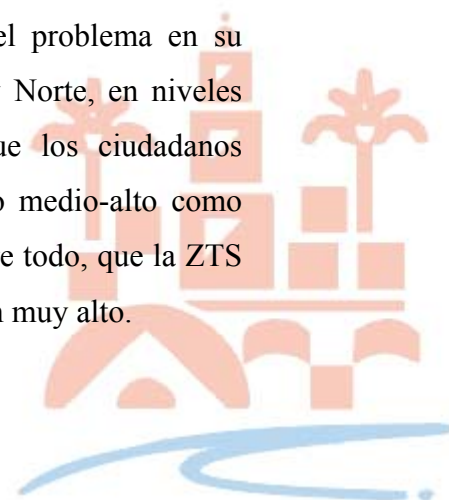 el problema en su
Norte, en niveles
ue los ciudadanos
o medio-alto como
e todo, que la ZTS
n muy alto.